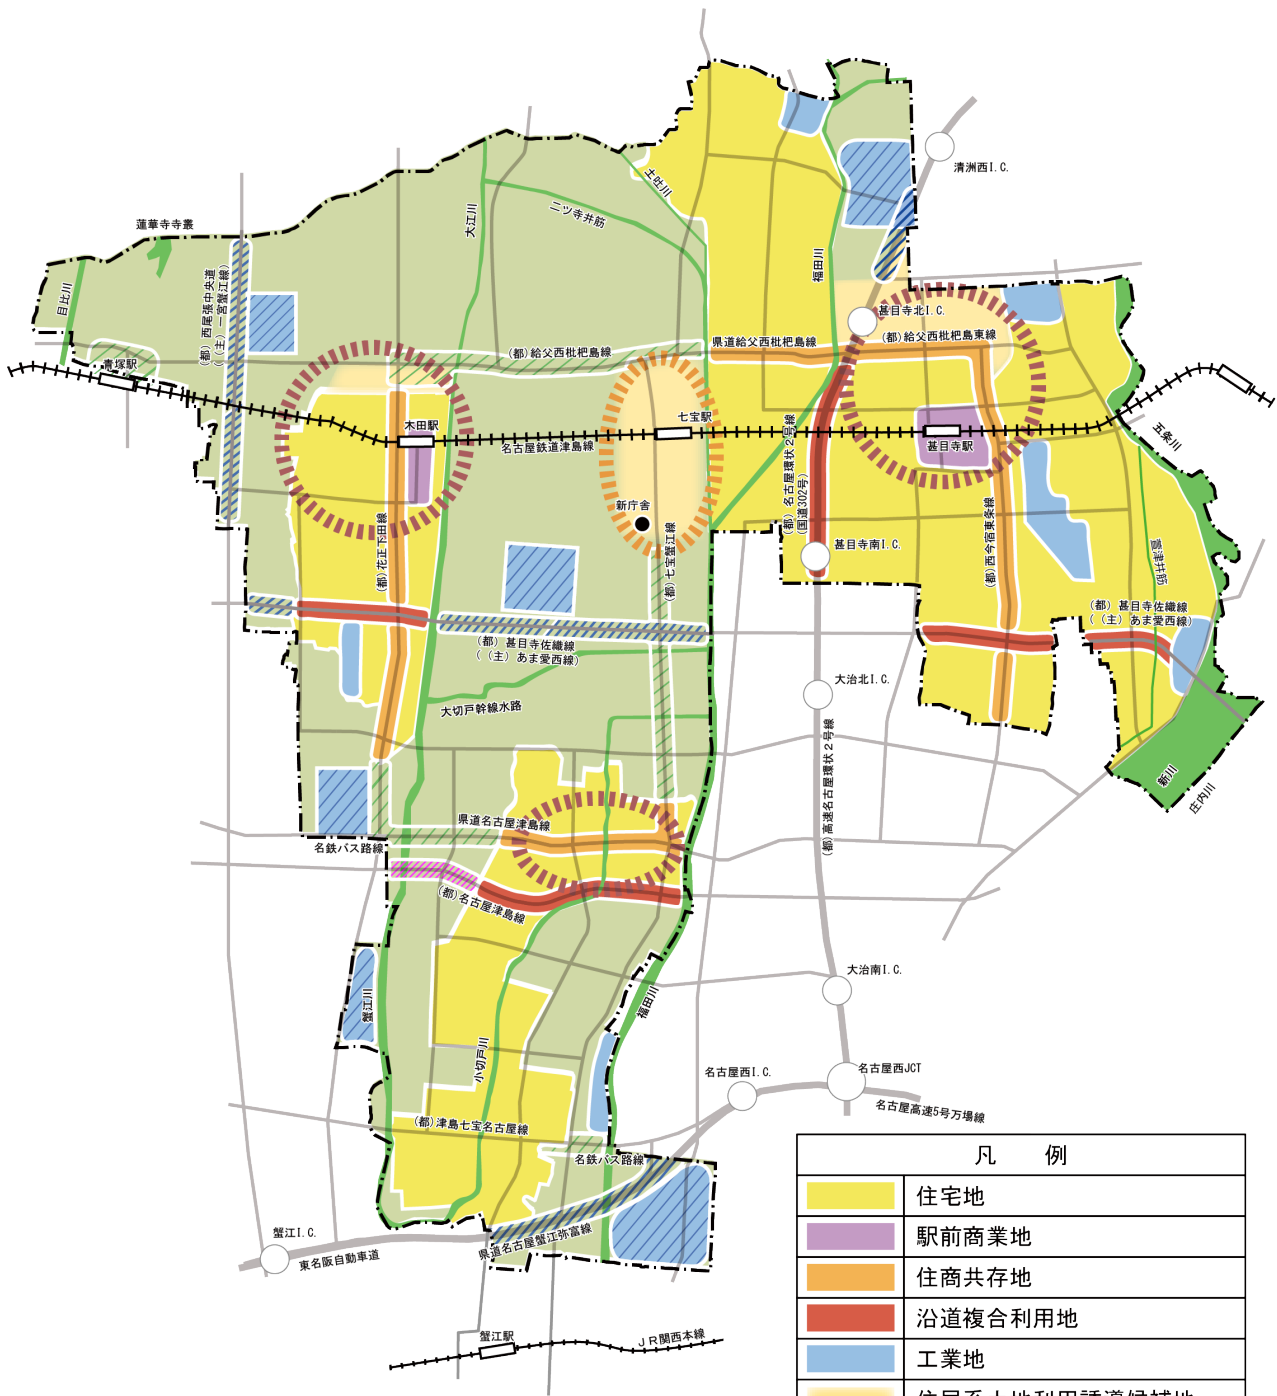 清洲西I.C.
蓮華寺寺叢
土吐川
二ツ寺井筋
大江川
福田川
目比川
(都) 西尾張中央道
((主) 一宮蟹江線)
甚目寺北I.C.
(都) 給父西枇杷島東線
県道給父西枇杷島線
(都) 給父西枇杷島線
青塚駅
木田駅
七宝駅
甚目寺駅
名古屋鉄道津島線
五条川
(都) 名古屋環状2号線
(国道302号)
新庁舎
甚目寺南I.C.
(都) 花正下田線
(都) 七宝蟹江線
(都) 西今宿東条線
萱津井筋
(都) 甚目寺佐織線
((主) あま愛西線)
(都) 甚目寺佐織線
((主) あま愛西線)
大治北I.C.
大切戸幹線水路
(都) 高速名古屋環状2号線
新川
庄内川
県道名古屋津島線
名鉄バス路線
(都) 名古屋津島線
大治南I.C.
蟹江川
福田川
小切戸川
名古屋西I.C.
名古屋西JCT
名古屋高速5号万場線
(都) 津島七宝名古屋線
名鉄バス路線
蟹江I.C.
東名阪自動車道
県道名古屋蟹江弥富線
蟹江駅
JR関西本線
凡 例
住宅地
駅前商業地
住商共存地
沿道複合利用地
工業地